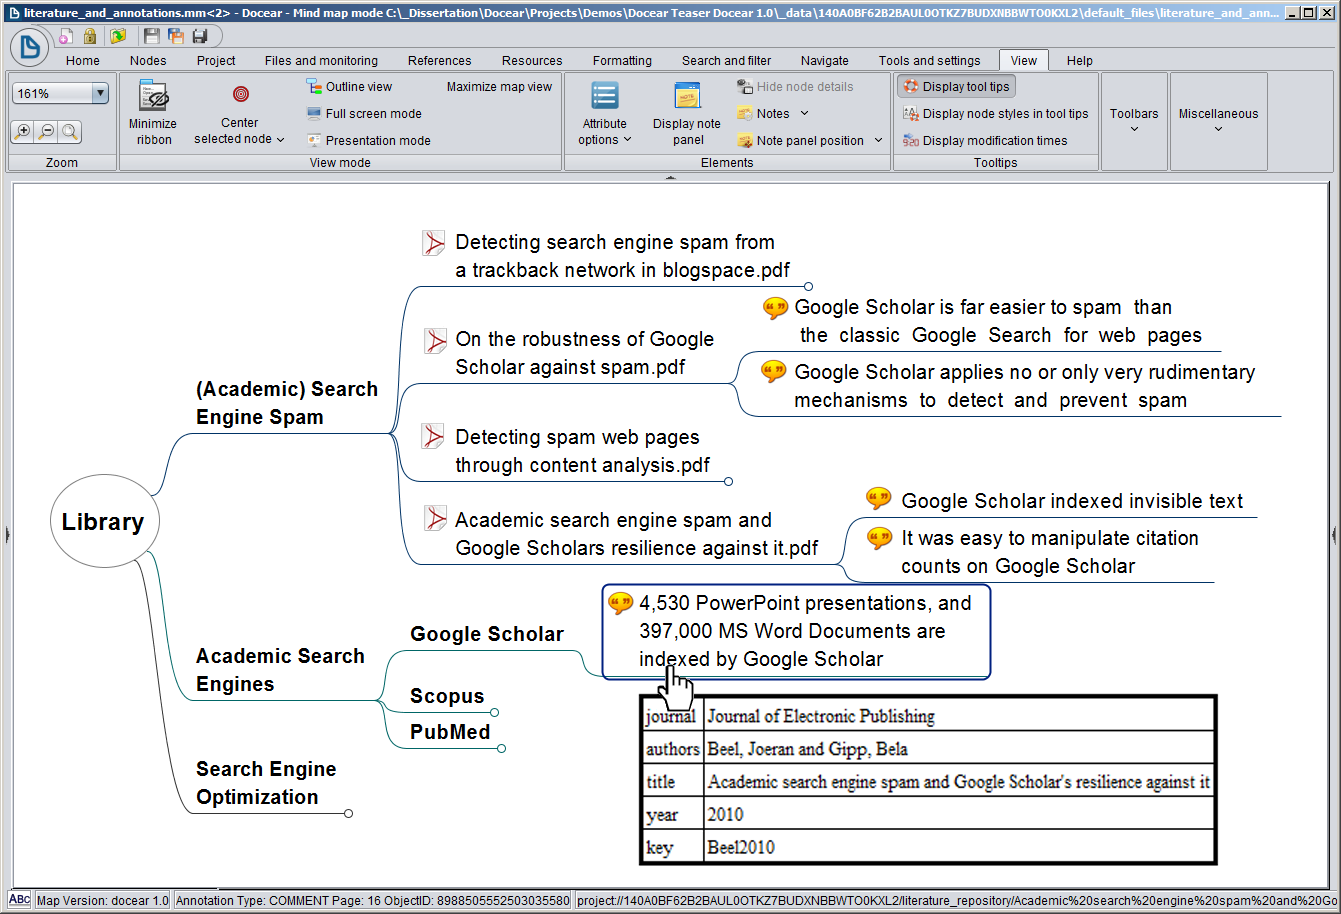 literature_and_annotations.mm<2> - Docear - Mind map mode C:\_Dissertation\Docear\Projects\Demos\Docear Teaser Docear 1.0\_data\140A0BF62B2BAUL0OTKZ7BUDXNBBWTO0KXL2\default_files\literature_and_ann...
Home Nodes Project Files and monitoring References Resources Formatting Search and filter Navigate Tools and settings View Help
161%
Zoom
Minimize
ribbon
Center
selected node
Outline view
Full screen mode
Presentation mode
Maximize map view
View mode
Attribute
options
Display note
panel
Hide node details
Notes
Note panel position
Elements
Display tool tips
Display node styles in tool tips
Display modification times
Tooltips
Toolbars
Miscellaneous
Library
(Academic) Search
Engine Spam
Detecting search engine spam from
a trackback network in blogspace.pdf
On the robustness of Google
Scholar against spam.pdf
Google Scholar is far easier to spam than
the classic Google Search for web pages
Google Scholar applies no or only very rudimentary
mechanisms to detect and prevent spam
Detecting spam web pages
through content analysis.pdf
Academic search engine spam and
Google Scholars resilience against it.pdf
Google Scholar indexed invisible text
It was easy to manipulate citation
counts on Google Scholar
Academic Search
Engines
Google Scholar
4,530 PowerPoint presentations, and
397,000 MS Word Documents are
indexed by Google Scholar
Scopus
PubMed
Search Engine
Optimization
journal Journal of Electronic Publishing
authors Beel, Joeran and Gipp, Bela
title Academic search engine spam and Google Scholar's resilience against it
year 2010
key Beel2010
ABC Map Version: docear 1.0 Annotation Type: COMMENT Page: 16 ObjectID: 8988505552503035580 project://140A0BF62B2BAUL0OTKZ7BUDXNBBWTO0KXL2/literature_repository/Academic%20search%20engine%20spam%20and%20Go